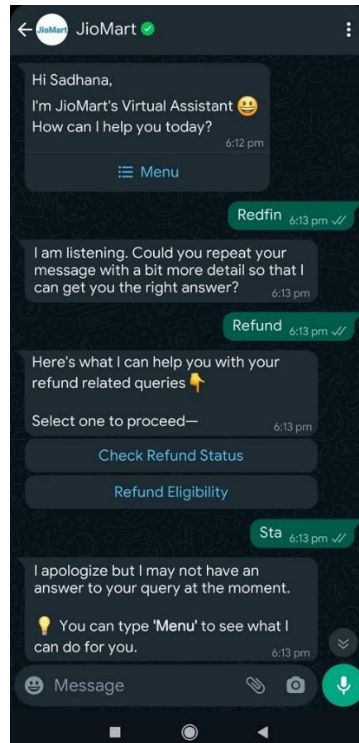 JioMart
JioMart
Hi Sadhana,
I'm JioMart's Virtual Assistant 😃
How can I help you today?
6:12 pm
Menu
Redfin 6:13 pm
I am listening. Could you repeat your
message with a bit more detail so that I
can get you the right answer?
6:13 pm
Refund 6:13 pm
Here's what I can help you with your
refund related queries👇
Select one to proceed—
6:13 pm
Check Refund Status
Refund Eligibility
Sta 6:13 pm
I apologize but I may not have an
answer to your query at the moment.
💡 You can type 'Menu' to see what I
can do for you.
6:13 pm
Message